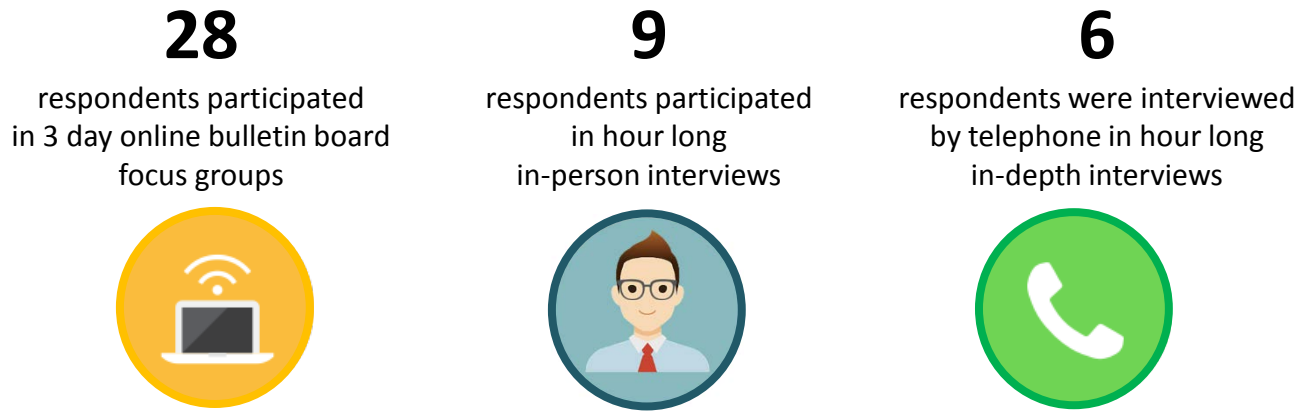 28
respondents participated
in 3 day online bulletin board
focus groups
9
respondents participated
in hour long
in-person interviews
6
respondents were interviewed
by telephone in hour long
in-depth interviews